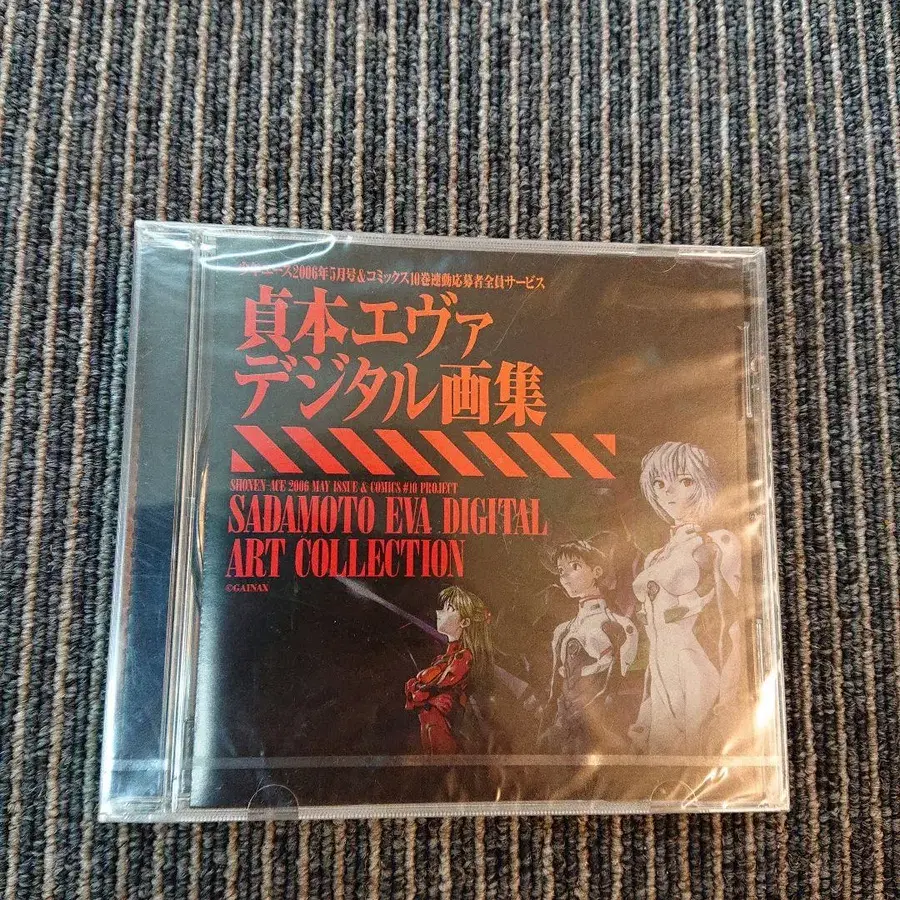 少年エース2006年5月号&コミックス10巻連動応募者全員サービス
貞本エヴァ
デジタル画集
SHONEN-ACE 2006 MAY ISSUE & COMICS #10 PROJECT
SADAMOTO EVA DIGITAL
ART COLLECTION
©GAINAX